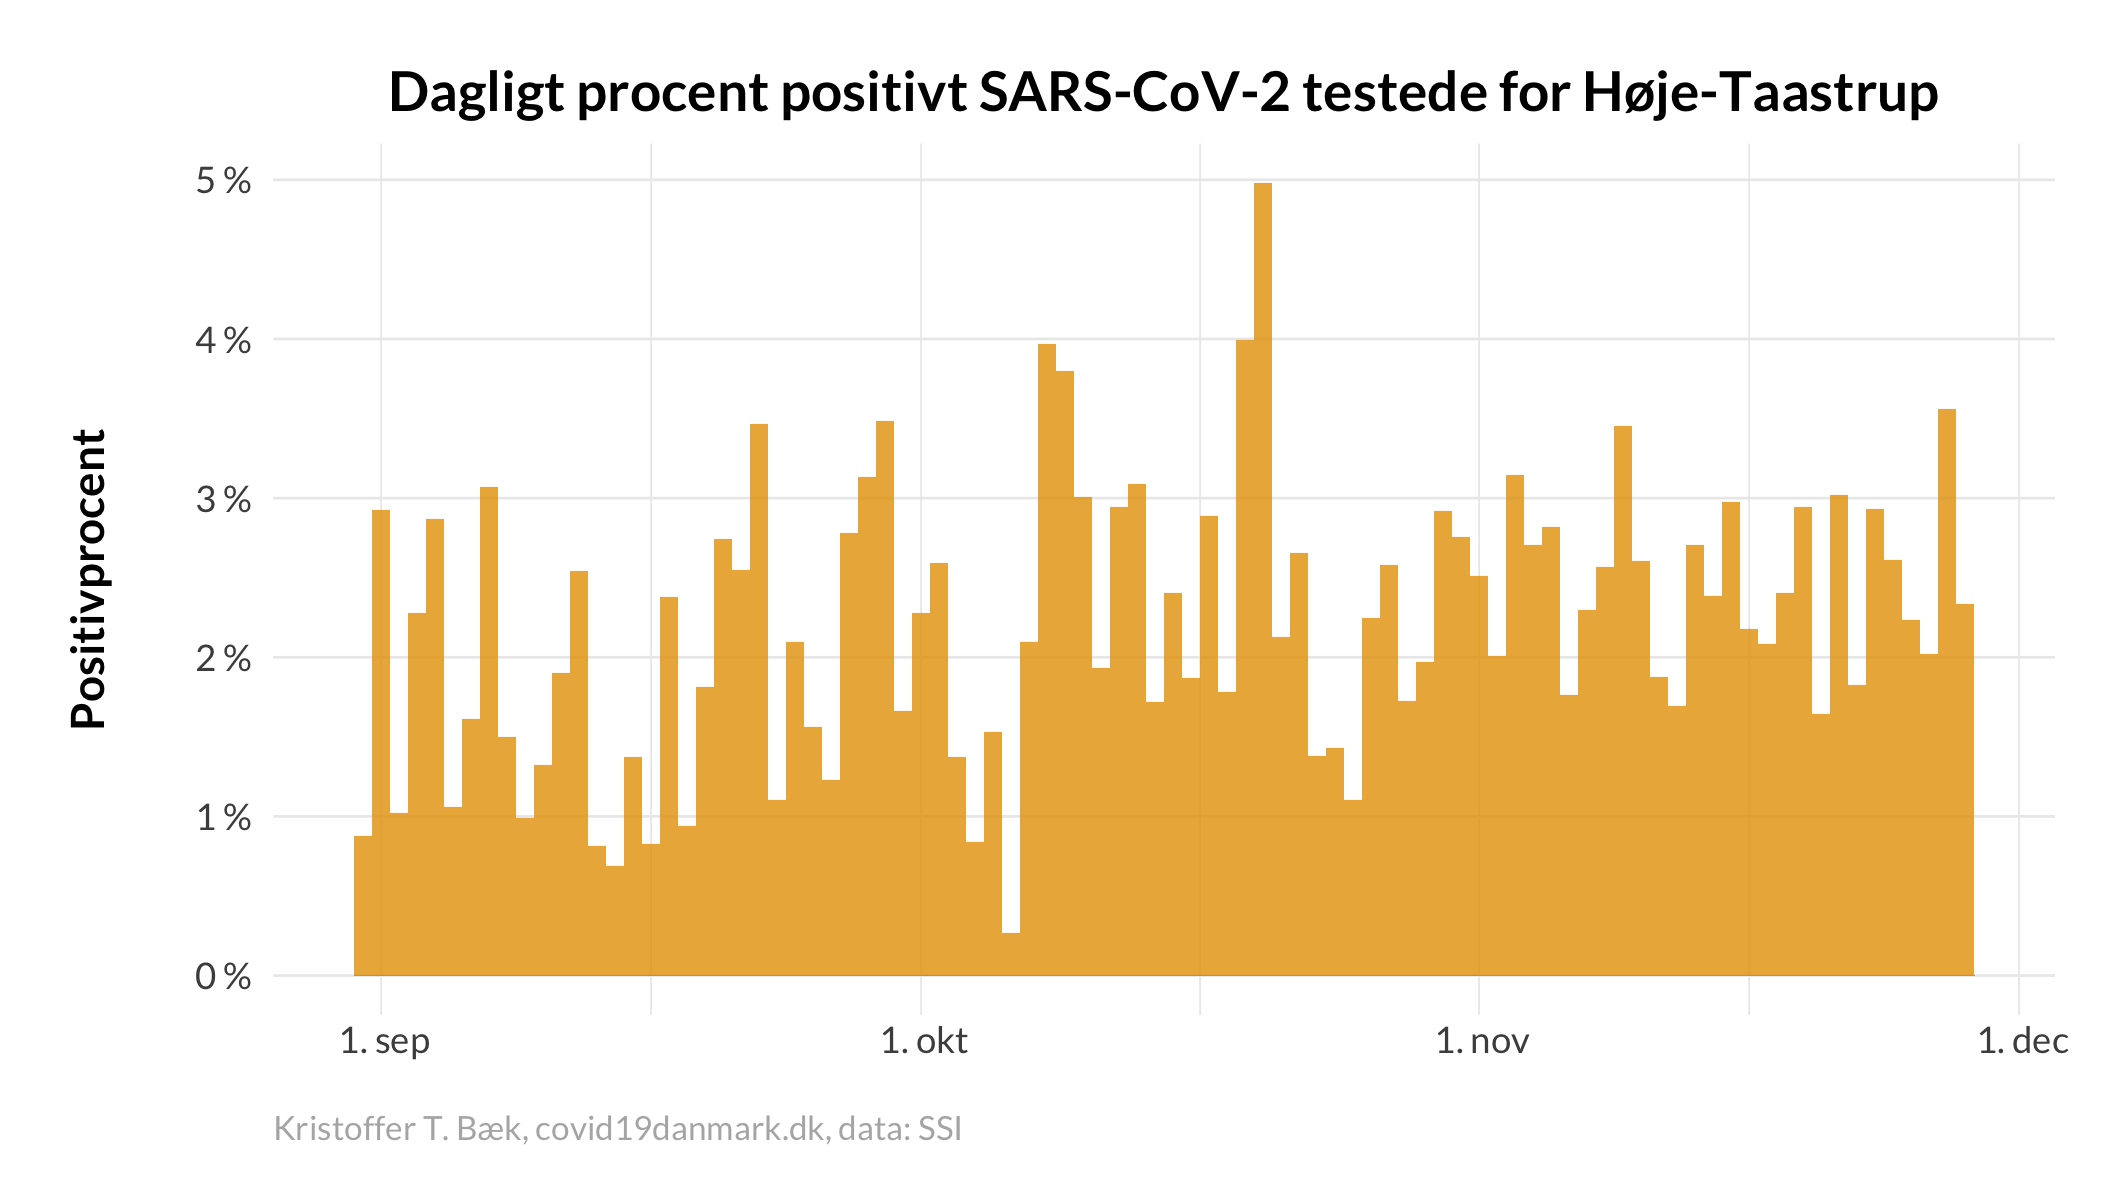 Dagligt procent positivt SARS-CoV-2 testede for Høje-Taastrup
Positivprocent
5 %
4 %
3 %
2 %
1 %
0 %
1. sep
1. okt
1. nov
1. dec
Kristoffer T. Bæk, covid19danmark.dk, data: SSI